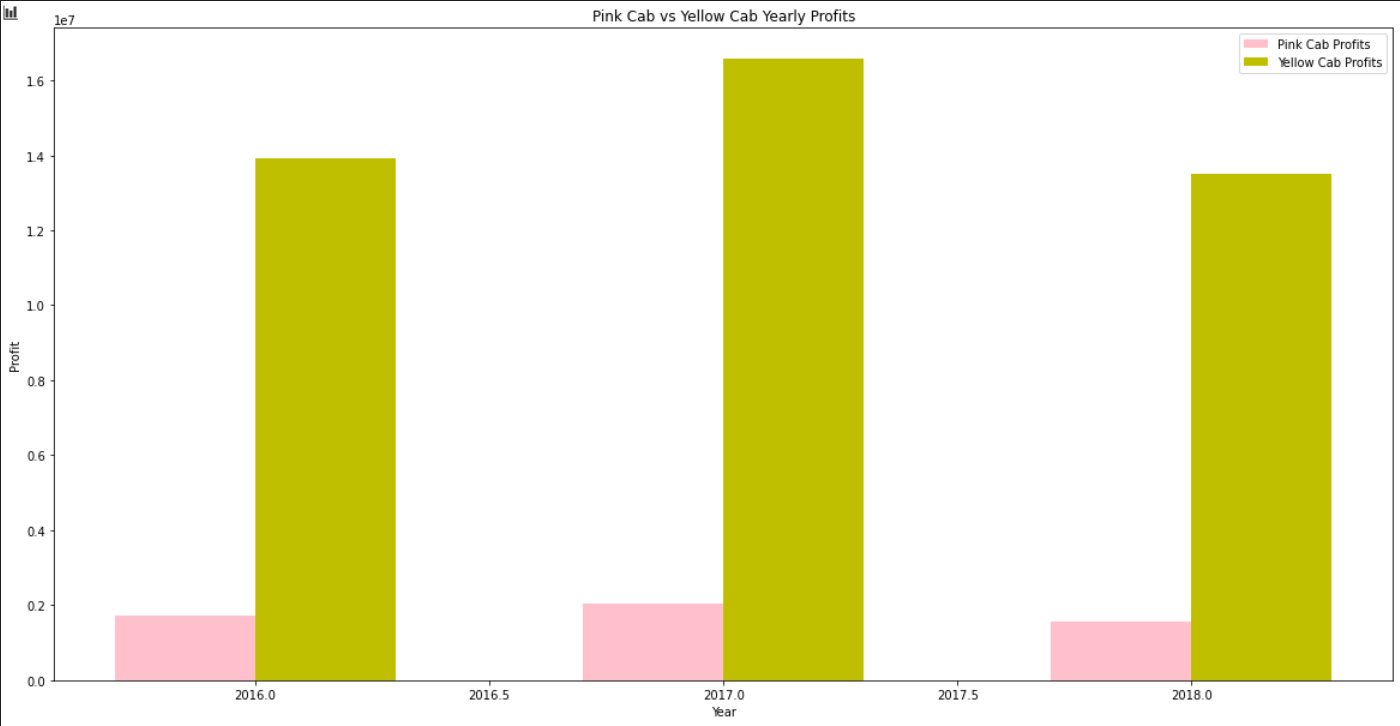 Pink Cab vs Yellow Cab Yearly Profits
1e7
Pink Cab Profits
Yellow Cab Profits
1.6
1.4
1.2
1.0
0.8
0.6
0.4
0.2
0.0
Profit
2016.0 2016.5 2017.0 2017.5 2018.0
Year